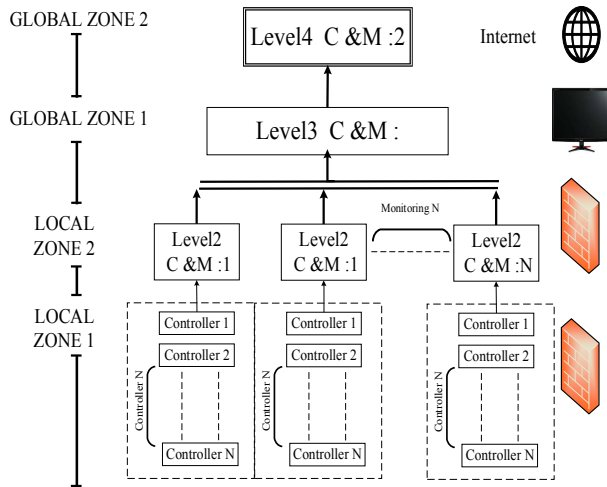 GLOBAL ZONE 2
Level4 C &M :2
Internet
GLOBAL ZONE 1
Level3 C &M :
Monitoring N
LOCAL
ZONE 2
Level2
C &M :1
Level2
C &M :1
Level2
C &M :N
LOCAL
ZONE 1
Controller 1
Controller 2
Controller N
Controller N
Controller 1
Controller 2
Controller N
Controller N
Controller 1
Controller 2
Controller N
Controller N